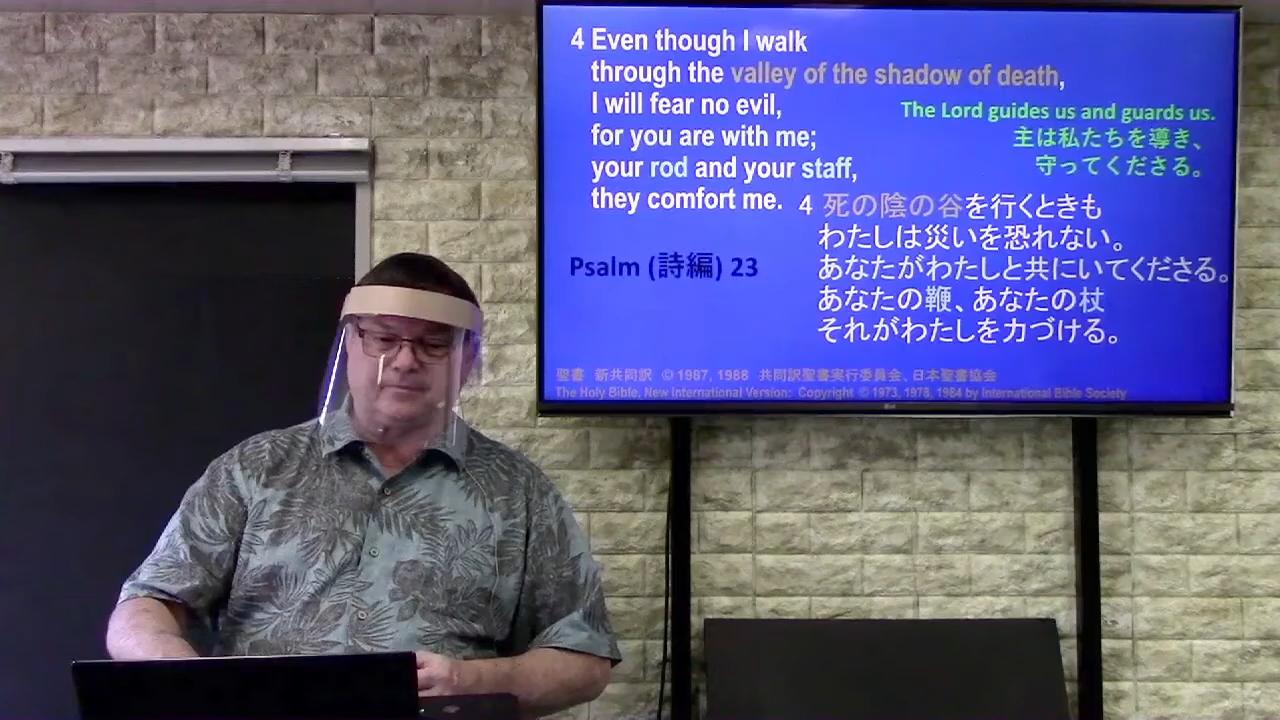 4 Even though I walk
through the valley of the shadow of death,
I will fear no evil,
for you are with me;
your rod and your staff,
they comfort me.
The Lord guides us and guards us.
主は私たちを導き、
守ってくださる。
4 死の陰の谷を行くときも
わたしは災いを恐れない。
あなたがわたしと共にいてくださる。
あなたの鞭、あなたの杖
それがわたしを力づける。
Psalm (詩編) 23
聖書 新共同訳 © 1987, 1988 共同訳聖書実行委員会、日本聖書協会
The Holy Bible, New International Version: Copyright © 1973, 1978, 1984 by International Bible Society